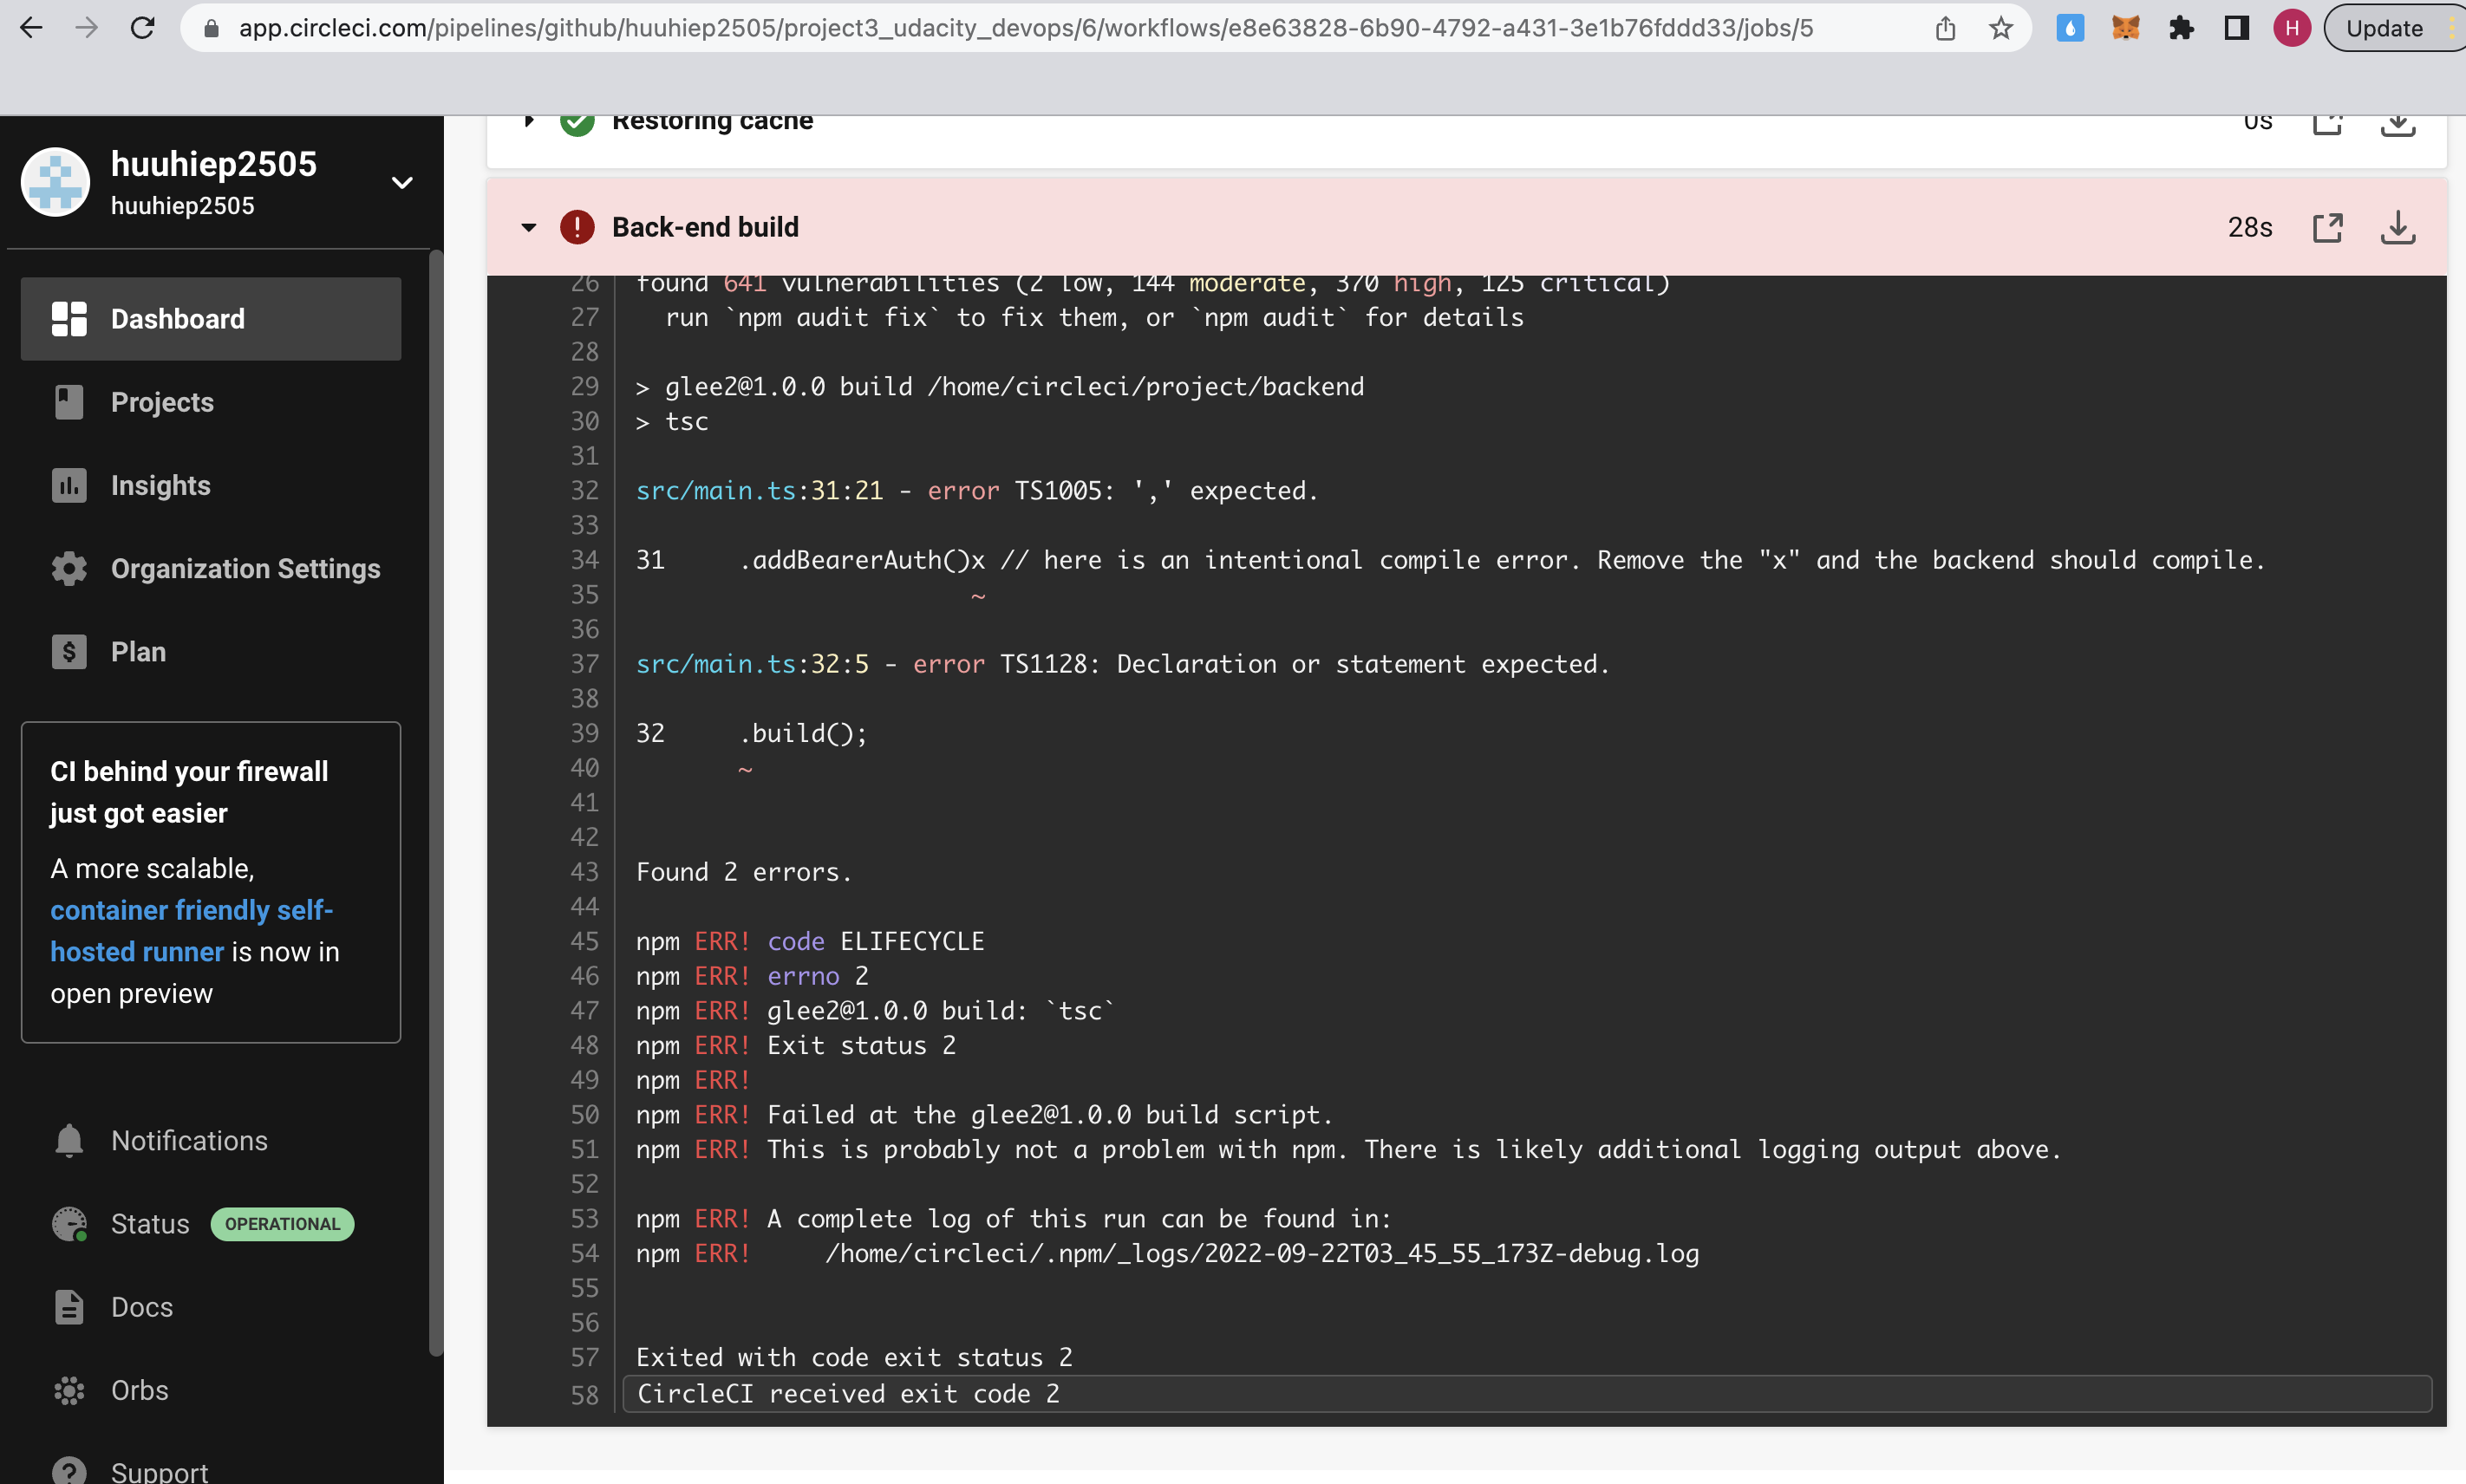 app.circleci.com/pipelines/github/huuhiep2505/project3_udacity_devops/6/workflows/e8e63828-6b90-4792-a431-3e1b76fddd33/jobs/5
H
Update
huuhiep2505
huuhiep2505
Dashboard
Projects
Insights
Organization Settings
Plan
CI behind your firewall
just got easier
A more scalable,
container friendly self-
hosted runner is now in
open preview
Notifications
Status OPERATIONAL
Docs
Orbs
Support
Restoring cache 0s
Back-end build 28s
26 found 641 vulnerabilities (2 low, 144 moderate, 370 high, 125 critical)
27 run `npm audit fix` to fix them, or `npm audit` for details
28
29 > glee2@1.0.0 build /home/circleci/project/backend
30 > tsc
31
32 src/main.ts:31:21 - error TS1005: ',' expected.
33
34 31     .addBearerAuth()x // here is an intentional compile error. Remove the "x" and the backend should compile.
35 ~
36
37 src/main.ts:32:5 - error TS1128: Declaration or statement expected.
38
39 32     .build();
40 ~
41
42
43 Found 2 errors.
44
45 npm ERR! code ELIFECYCLE
46 npm ERR! errno 2
47 npm ERR! glee2@1.0.0 build: `tsc`
48 npm ERR! Exit status 2
49 npm ERR!
50 npm ERR! Failed at the glee2@1.0.0 build script.
51 npm ERR! This is probably not a problem with npm. There is likely additional logging output above.
52
53 npm ERR! A complete log of this run can be found in:
54 npm ERR!     /home/circleci/.npm/_logs/2022-09-22T03_45_55_173Z-debug.log
55
56
57 Exited with code exit status 2
58 CircleCI received exit code 2